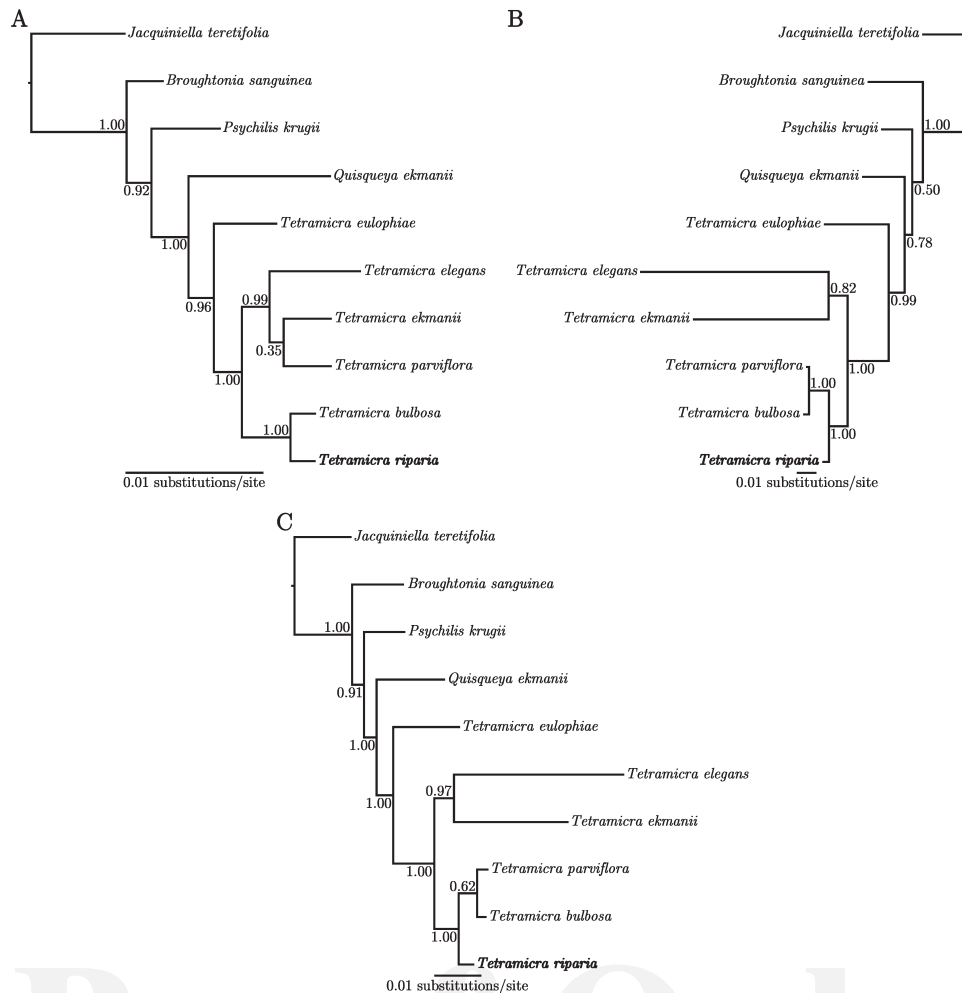 A
Jacquiniella teretifolia
Broughtonia sanguinea
1.00
Psychilis krugii
0.92
Quisqueya ekmanii
1.00
Tetramicra eulophiae
0.96
Tetramicra elegans
0.99
Tetramicra ekmanii
0.35
Tetramicra parviflora
1.00
Tetramicra bulbosa
1.00
Tetramicra riparia
0.01 substitutions/site
B
Jacquiniella teretifolia
Broughtonia sanguinea
1.00
Psychilis krugii
0.50
Quisqueya ekmanii
0.78
Tetramicra eulophiae
0.99
Tetramicra elegans
0.82
Tetramicra ekmanii
1.00
Tetramicra parviflora
1.00
Tetramicra bulbosa
1.00
Tetramicra riparia
0.01 substitutions/site
C
Jacquiniella teretifolia
Broughtonia sanguinea
1.00
Psychilis krugii
0.91
Quisqueya ekmanii
1.00
Tetramicra eulophiae
1.00
Tetramicra elegans
0.97
Tetramicra ekmanii
1.00
Tetramicra parviflora
0.62
Tetramicra bulbosa
1.00
Tetramicra riparia
0.01 substitutions/site